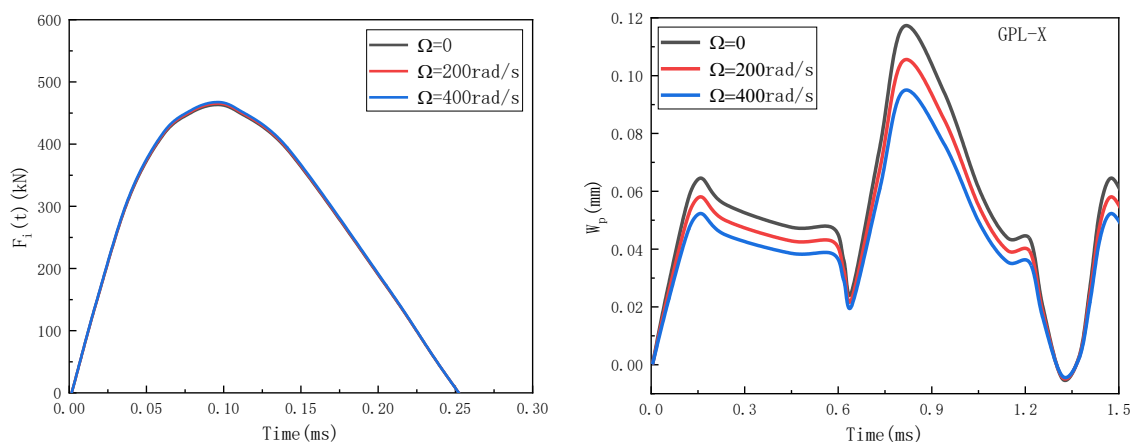 600
500
400
300
200
100
0
F_i(t)(kN)
Ω=0
Ω=200rad/s
Ω=400rad/s
0.00
0.05
0.10
0.15
0.20
0.25
0.30
Time(ms)
0.12
0.10
0.08
0.06
0.04
0.02
0.00
W_p(mm)
Ω=0
Ω=200rad/s
Ω=400rad/s
GPL-X
0.0
0.3
0.6
0.9
1.2
1.5
Time(ms)